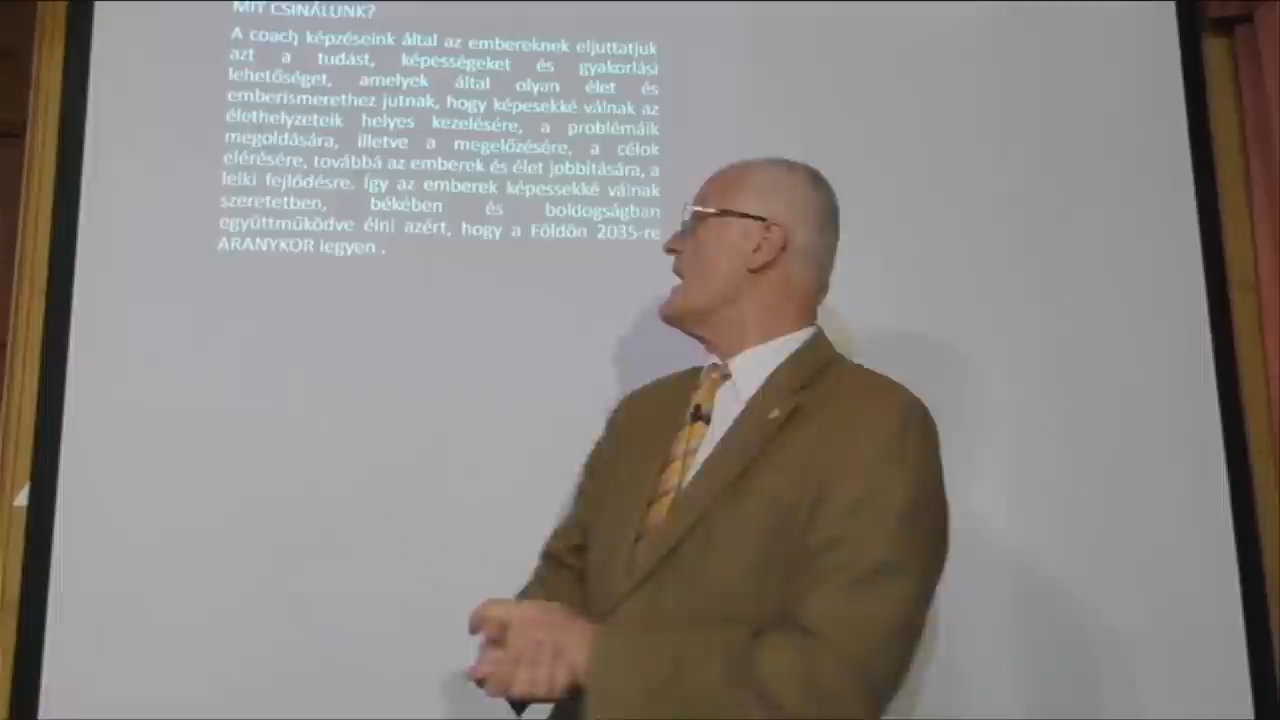 MIT CSINÁLUNK?
A coach képzéseink által az embereknek eljuttatjuk
azt a tudást, képességeket és gyakorlási
lehetőséget, amelyek által olyan élet és
emberismerethez jutnak, hogy képesekké válnak az
élethelyzeteik helyes kezelésére, a problémáik
megoldására, illetve a megelőzésére, a célok
elérésére, továbbá az emberek és élet jobbítására, a
lelki fejlődésre. Így az emberek képessekké válnak
szeretetben, békében és boldogságban
együttműködve élni azért, hogy a Földön 2035-re
ARANYKOR legyen .